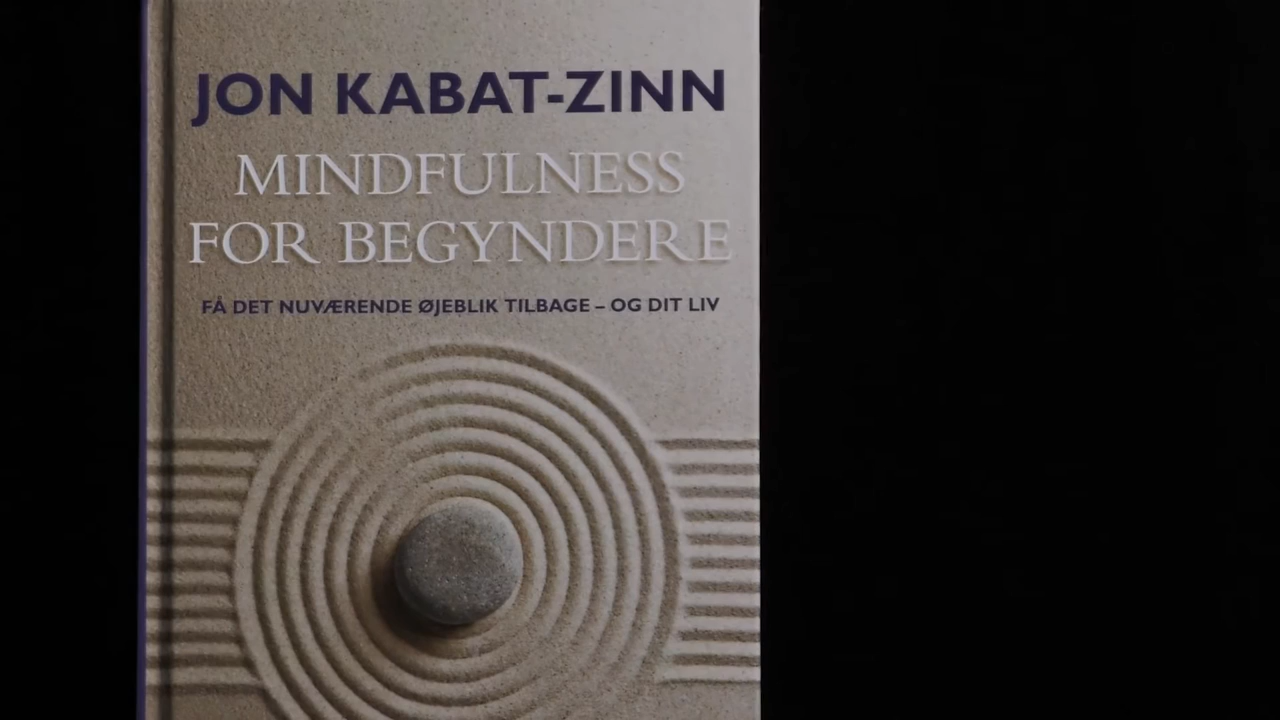 JON KABAT-ZINN
MINDFULNESS
FOR BEGYNDERE
FÅ DET NUVÆRENDE ØJEBLIK TILBAGE – OG DIT LIV